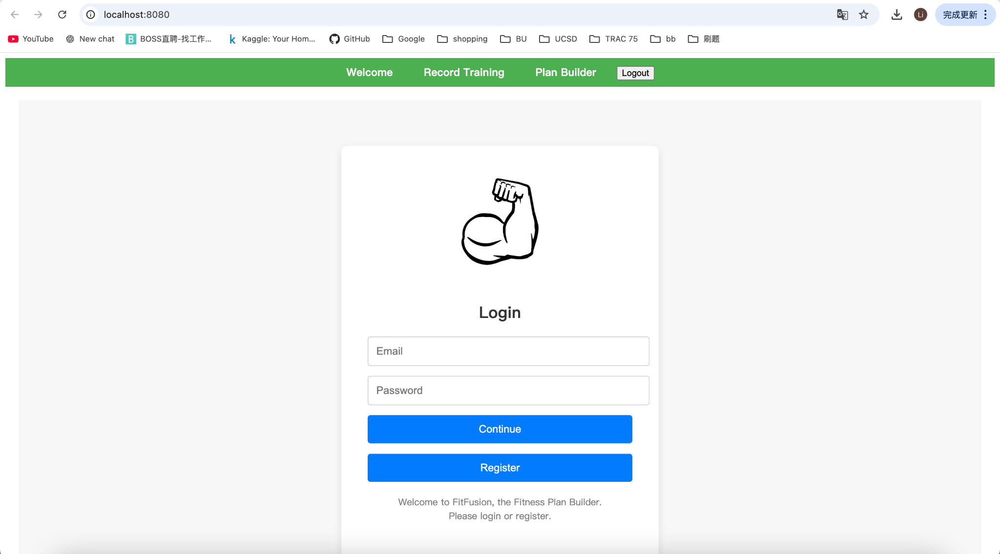 localhost:8080
Li
完成更新
YouTube
New chat
B BOSS直聘-找工作...
k Kaggle: Your Hom...
GitHub
Google
shopping
BU
UCSD
TRAC 75
bb
刷题
Welcome
Record Training
Plan Builder
Logout
Login
Email
Password
Continue
Register
Welcome to FitFusion, the Fitness Plan Builder.
Please login or register.